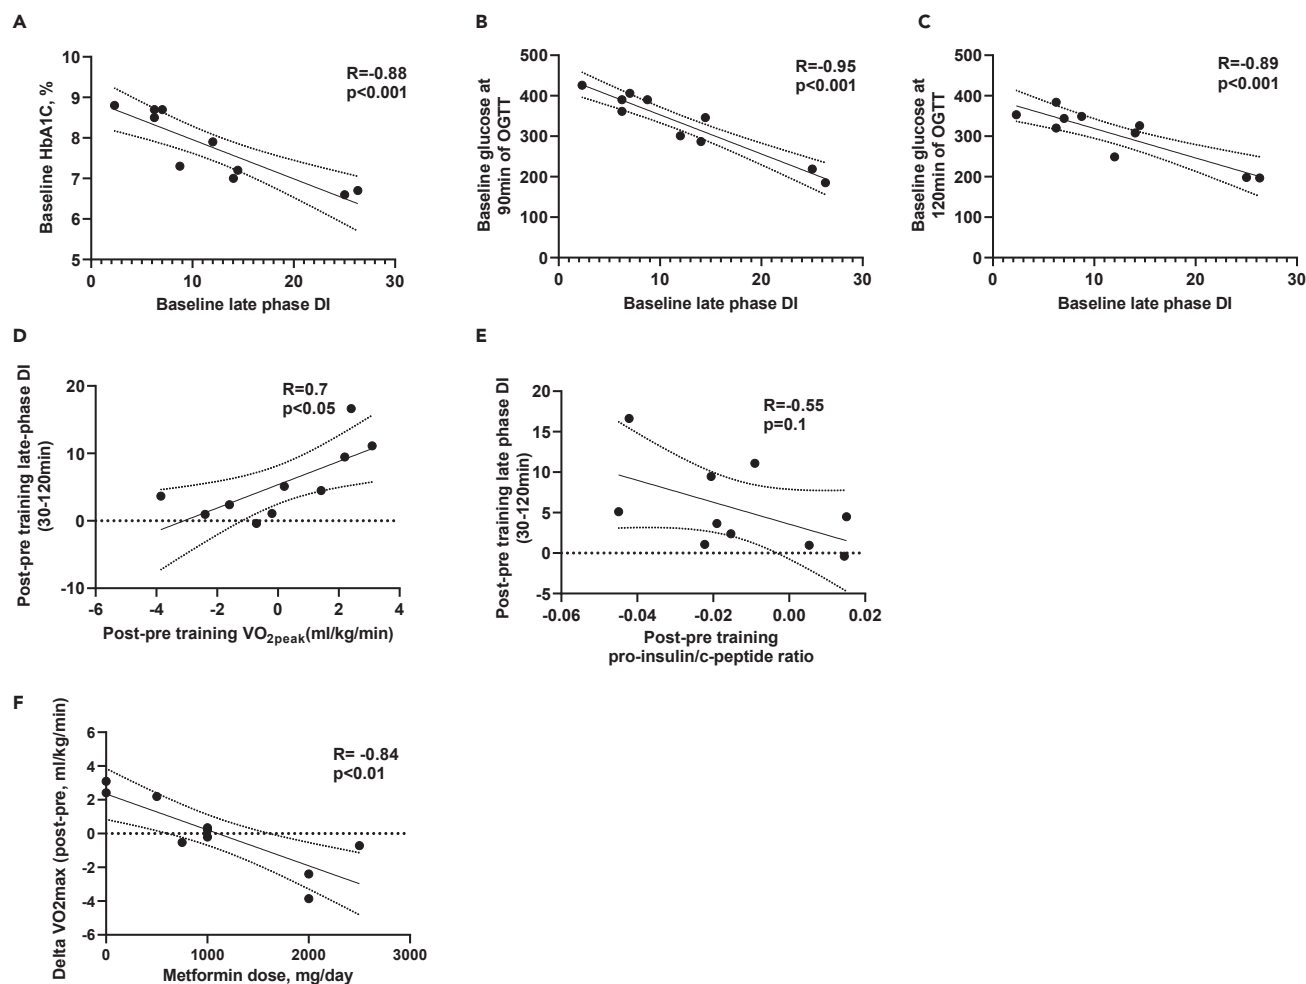 A
R=-0.88
p<0.001
Baseline HbA1C, %
10
9
8
7
6
5
0
10
20
30
Baseline late phase DI
B
R=-0.95
p<0.001
Baseline glucose at
90min of OGTT
500
400
300
200
100
0
0
10
20
30
Baseline late phase DI
C
R=-0.89
p<0.001
Baseline glucose at
120min of OGTT
500
400
300
200
100
0
0
10
20
30
Baseline late phase DI
D
R=0.7
p<0.05
Post-pre training late-phase DI
(30-120min)
20
10
0
-10
-6
-4
-2
0
2
4
Post-pre training VO2peak(ml/kg/min)
E
R=-0.55
p=0.1
Post-pre training late phase DI
(30-120min)
20
15
10
5
0
-5
-0.06
-0.04
-0.02
0.00
0.02
Post-pre training
pro-insulin/c-peptide ratio
F
R= -0.84
p<0.01
Delta VO2max (post-pre, ml/kg/min)
6
4
2
0
-2
-4
-6
0
1000
2000
3000
Metformin dose, mg/day